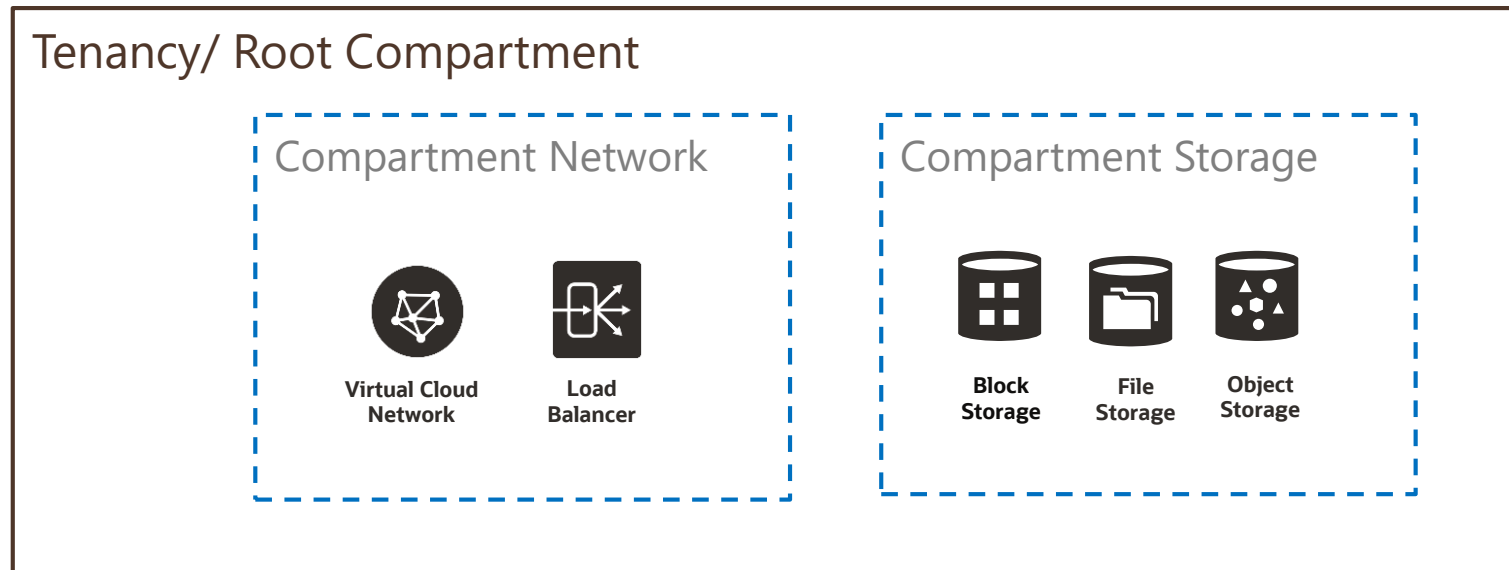 Tenancy/ Root Compartment
Compartment Network
Virtual Cloud
Network
Load
Balancer
Compartment Storage
Block
Storage
File
Storage
Object
Storage